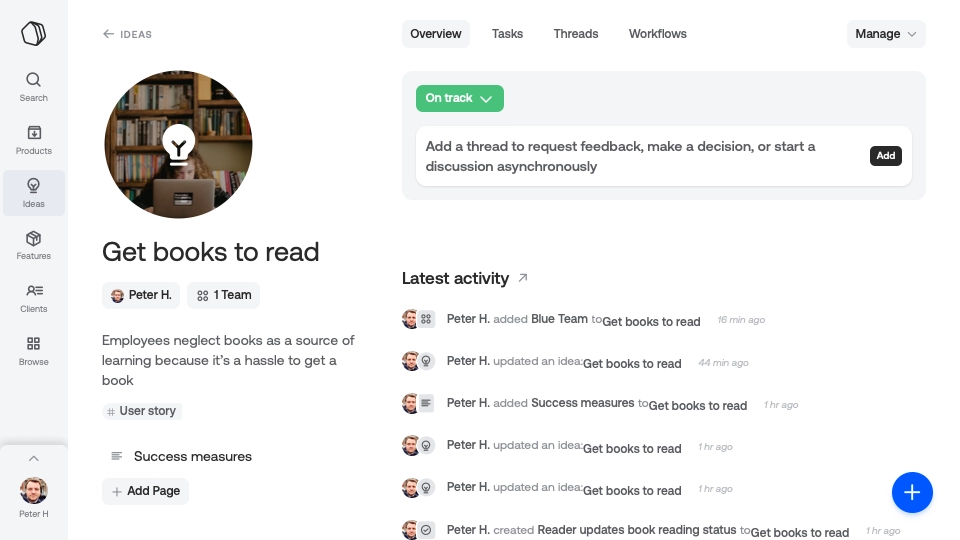 Search
Products
Ideas
Features
Clients
Browse
Peter H
IDEAS
Get books to read
Peter H.
1 Team
Employees neglect books as a source of
learning because it’s a hassle to get a
book
# User story
Success measures
Add Page
Overview
Tasks
Threads
Workflows
Manage
On track
Add a thread to request feedback, make a decision, or start a
discussion asynchronously
Add
Latest activity
Peter H. added Blue Team to Get books to read 16 min ago
Peter H. updated an idea: Get books to read 44 min ago
Peter H. added Success measures to Get books to read 1 hr ago
Peter H. updated an idea: Get books to read 1 hr ago
Peter H. updated an idea: Get books to read 1 hr ago
Peter H. created Reader updates book reading status to Get books to read 1 hr ago